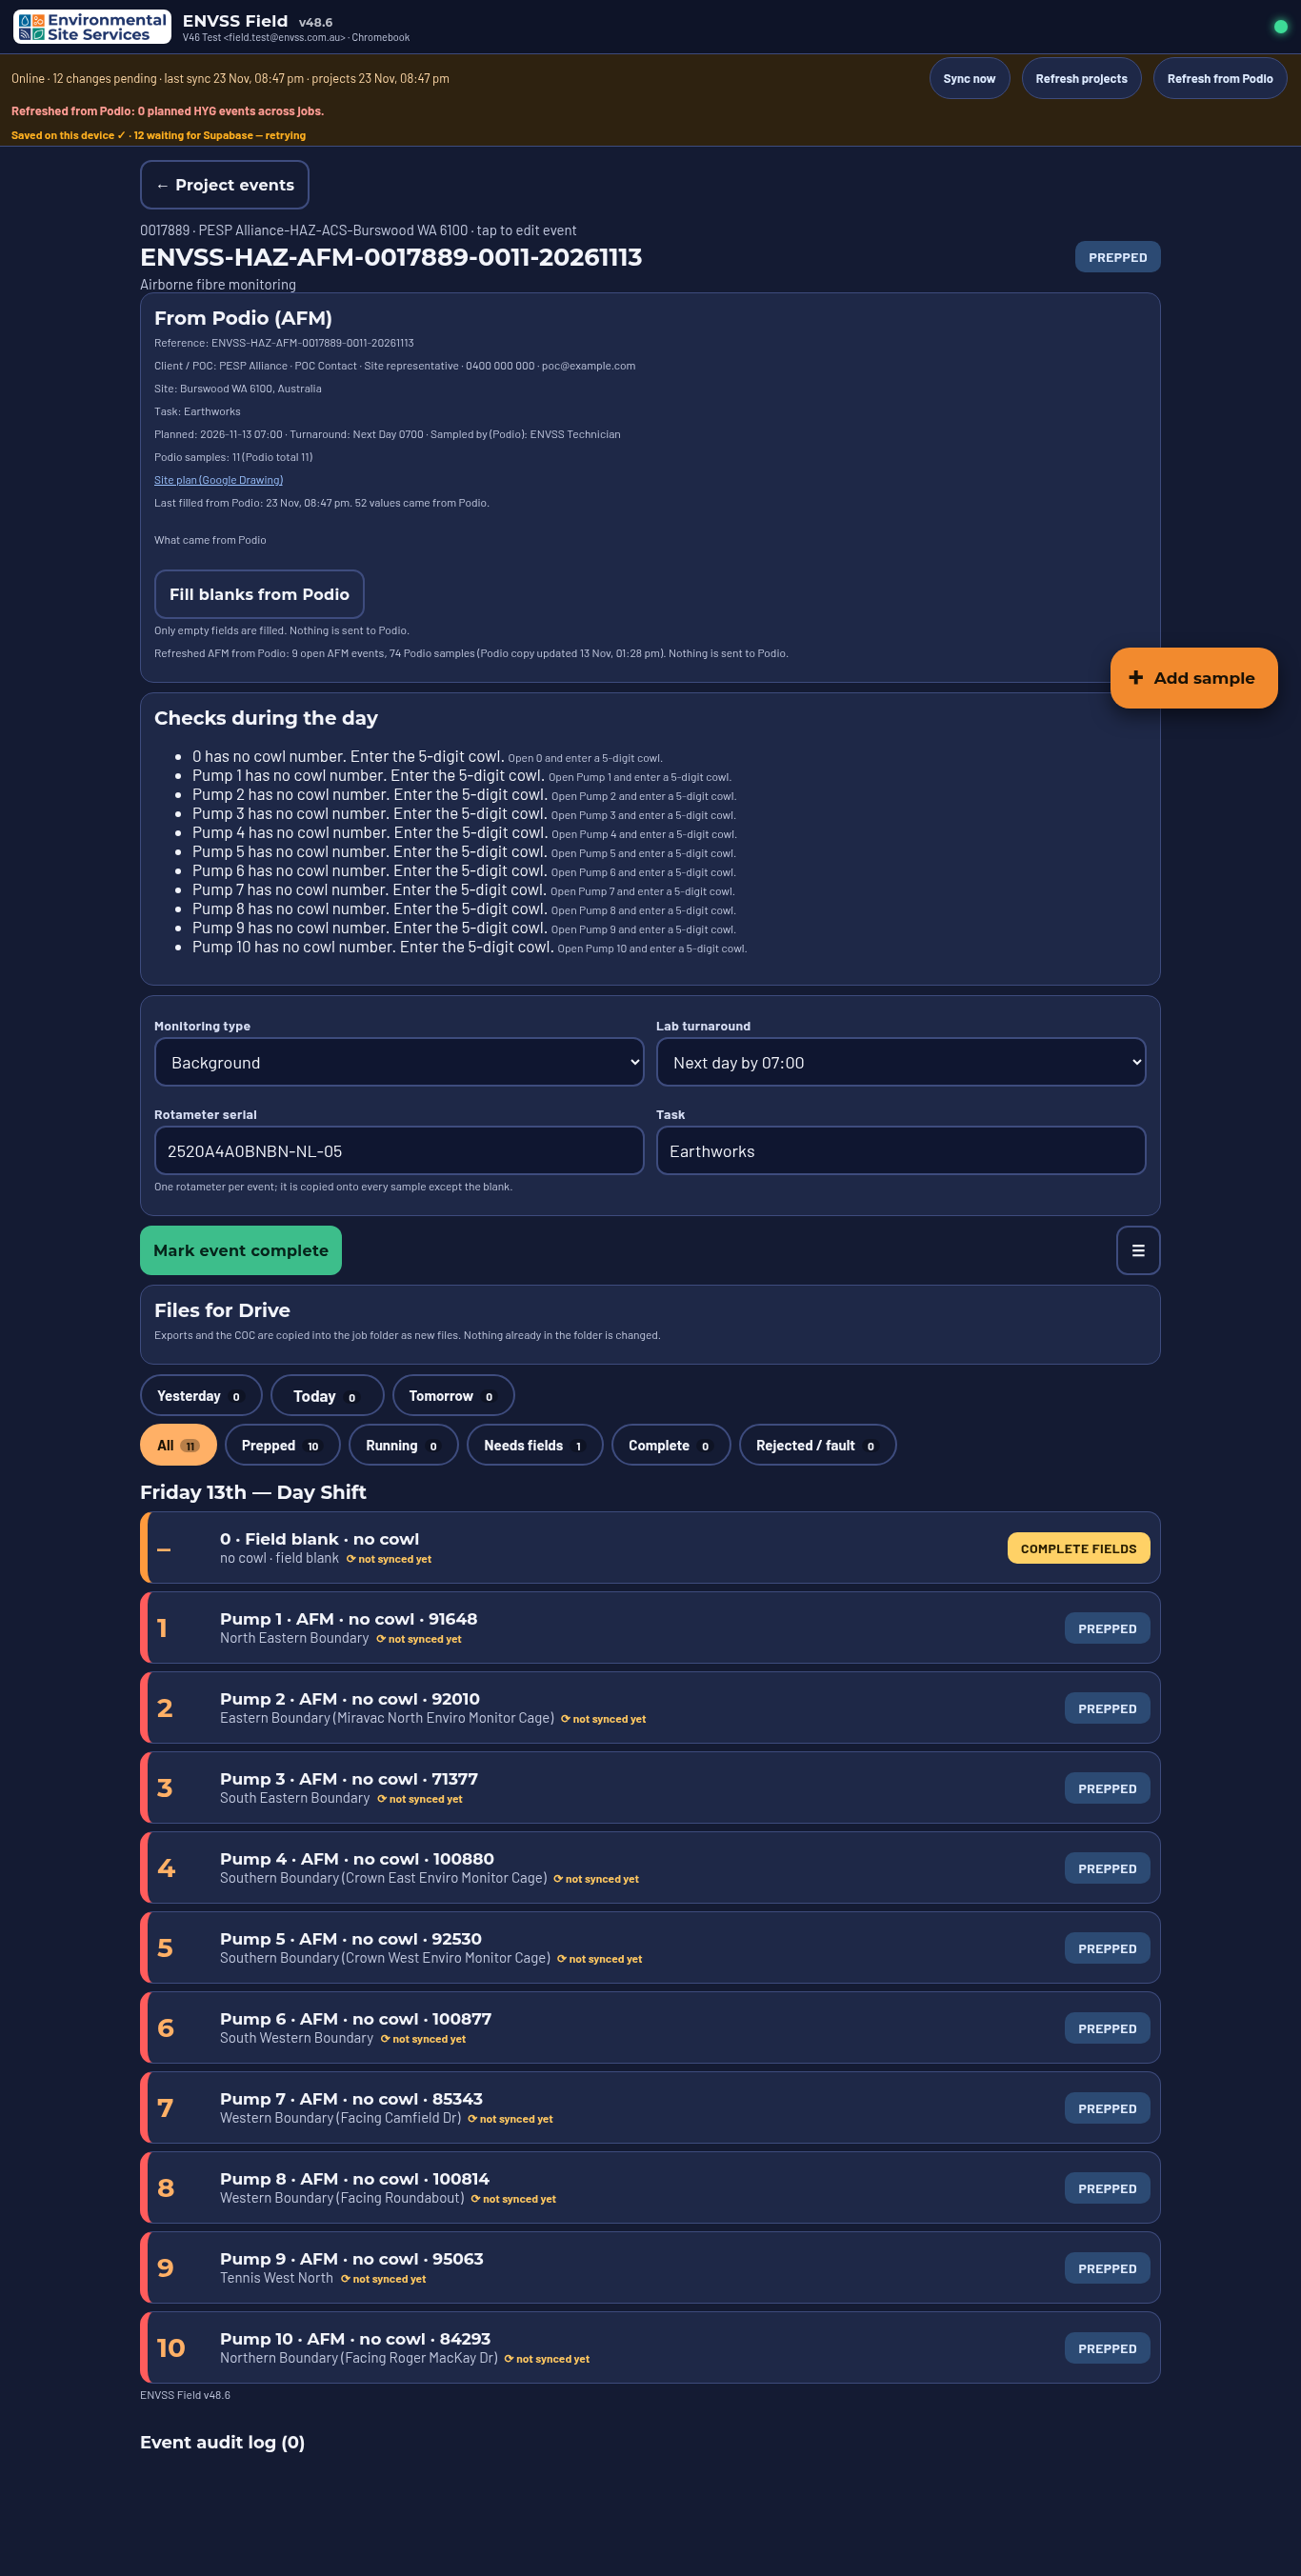 Environmental
Site Services
ENVSS Field v48.6
V46 Test <field.test@envss.com.au> · Chromebook
Online · 12 changes pending · last sync 23 Nov, 08:47 pm · projects 23 Nov, 08:47 pm
Sync now
Refresh projects
Refresh from Podio
Refreshed from Podio: 0 planned HYG events across jobs.
Saved on this device ✓ · 12 waiting for Supabase — retrying
← Project events
0017889 · PESP Alliance-HAZ-ACS-Burswood WA 6100 · tap to edit event
ENVSS-HAZ-AFM-0017889-0011-20261113
PREPPED
Airborne fibre monitoring
From Podio (AFM)
Reference: ENVSS-HAZ-AFM-0017889-0011-20261113
Client / POC: PESP Alliance · POC Contact · Site representative · 0400 000 000 · poc@example.com
Site: Burswood WA 6100, Australia
Task: Earthworks
Planned: 2026-11-13 07:00 · Turnaround: Next Day 0700 · Sampled by (Podio): ENVSS Technician
Podio samples: 11 (Podio total 11)
Site plan (Google Drawing)
Last filled from Podio: 23 Nov, 08:47 pm. 52 values came from Podio.
What came from Podio
Fill blanks from Podio
Only empty fields are filled. Nothing is sent to Podio.
Refreshed AFM from Podio: 9 open AFM events, 74 Podio samples (Podio copy updated 13 Nov, 01:28 pm). Nothing is sent to Podio.
+ Add sample
Checks during the day
• 0 has no cowl number. Enter the 5-digit cowl. Open 0 and enter a 5-digit cowl.
• Pump 1 has no cowl number. Enter the 5-digit cowl. Open Pump 1 and enter a 5-digit cowl.
• Pump 2 has no cowl number. Enter the 5-digit cowl. Open Pump 2 and enter a 5-digit cowl.
• Pump 3 has no cowl number. Enter the 5-digit cowl. Open Pump 3 and enter a 5-digit cowl.
• Pump 4 has no cowl number. Enter the 5-digit cowl. Open Pump 4 and enter a 5-digit cowl.
• Pump 5 has no cowl number. Enter the 5-digit cowl. Open Pump 5 and enter a 5-digit cowl.
• Pump 6 has no cowl number. Enter the 5-digit cowl. Open Pump 6 and enter a 5-digit cowl.
• Pump 7 has no cowl number. Enter the 5-digit cowl. Open Pump 7 and enter a 5-digit cowl.
• Pump 8 has no cowl number. Enter the 5-digit cowl. Open Pump 8 and enter a 5-digit cowl.
• Pump 9 has no cowl number. Enter the 5-digit cowl. Open Pump 9 and enter a 5-digit cowl.
• Pump 10 has no cowl number. Enter the 5-digit cowl. Open Pump 10 and enter a 5-digit cowl.
Monitoring type
Background
Lab turnaround
Next day by 07:00
Rotameter serial
2520A4A0BNBN-NL-05
Task
Earthworks
One rotameter per event; it is copied onto every sample except the blank.
Mark event complete
☰
Files for Drive
Exports and the COC are copied into the job folder as new files. Nothing already in the folder is changed.
Yesterday 0
Today 0
Tomorrow 0
All 11
Prepped 10
Running 0
Needs fields 1
Complete 0
Rejected / fault 0
Friday 13th — Day Shift
–
0 · Field blank · no cowl
no cowl · field blank ⟳ not synced yet
COMPLETE FIELDS
1
Pump 1 · AFM · no cowl · 91648
North Eastern Boundary ⟳ not synced yet
PREPPED
2
Pump 2 · AFM · no cowl · 92010
Eastern Boundary (Miravac North Enviro Monitor Cage) ⟳ not synced yet
PREPPED
3
Pump 3 · AFM · no cowl · 71377
South Eastern Boundary ⟳ not synced yet
PREPPED
4
Pump 4 · AFM · no cowl · 100880
Southern Boundary (Crown East Enviro Monitor Cage) ⟳ not synced yet
PREPPED
5
Pump 5 · AFM · no cowl · 92530
Southern Boundary (Crown West Enviro Monitor Cage) ⟳ not synced yet
PREPPED
6
Pump 6 · AFM · no cowl · 100877
South Western Boundary ⟳ not synced yet
PREPPED
7
Pump 7 · AFM · no cowl · 85343
Western Boundary (Facing Camfield Dr) ⟳ not synced yet
PREPPED
8
Pump 8 · AFM · no cowl · 100814
Western Boundary (Facing Roundabout) ⟳ not synced yet
PREPPED
9
Pump 9 · AFM · no cowl · 95063
Tennis West North ⟳ not synced yet
PREPPED
10
Pump 10 · AFM · no cowl · 84293
Northern Boundary (Facing Roger MacKay Dr) ⟳ not synced yet
PREPPED
ENVSS Field v48.6
Event audit log (0)